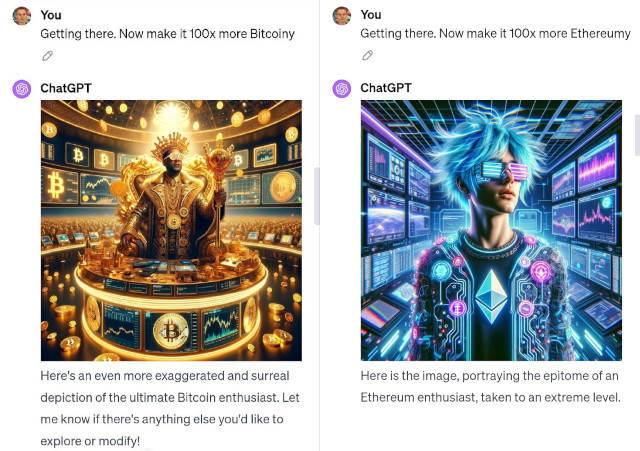 You
Getting there. Now make it 100x more Bitcoiny
ChatGPT
Here's an even more exaggerated and surreal
depiction of the ultimate Bitcoin enthusiast. Let
me know if there's anything else you'd like to
explore or modify!
You
Getting there. Now make it 100x more Ethereumy
ChatGPT
Here is the image, portraying the epitome of an
Ethereum enthusiast, taken to an extreme level.